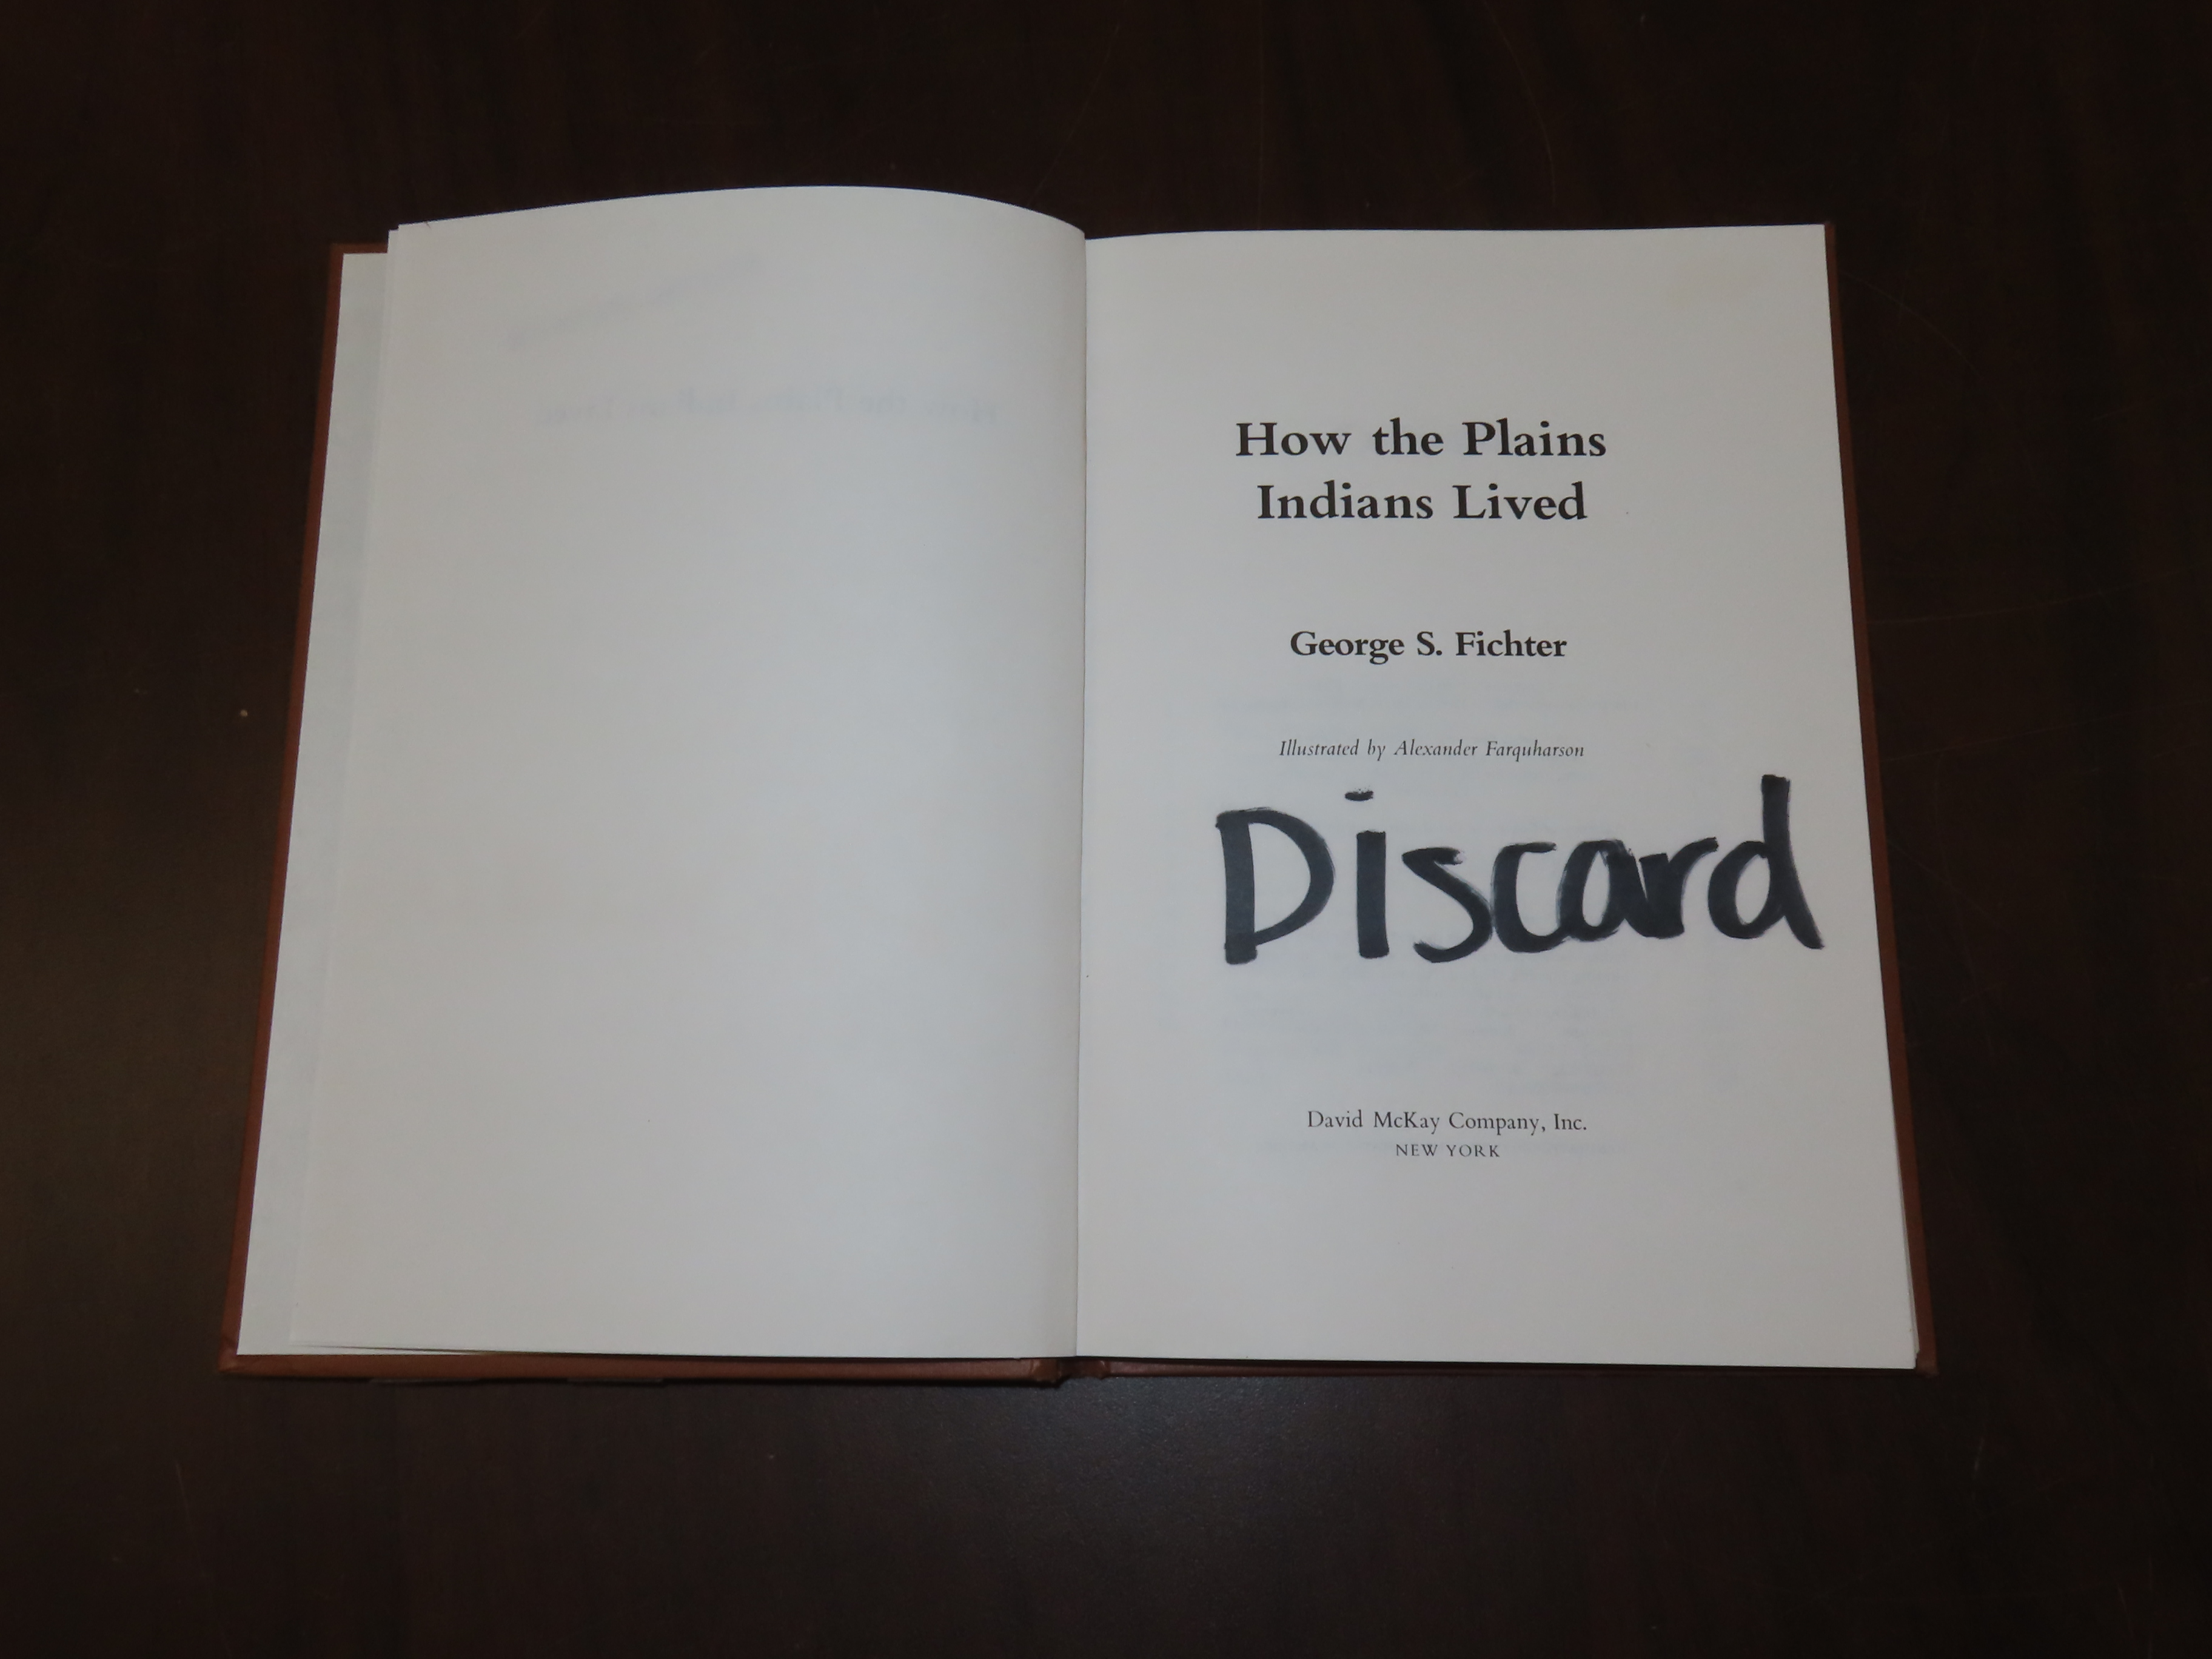 How the Plains
Indians Lived
George S. Fichter
Illustrated by Alexander Farquharson
Discard
David McKay Company, Inc.
NEW YORK